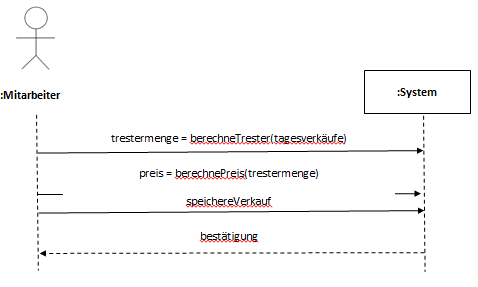 :Mitarbeiter
:System
trestermenge = berechneTrester(tagesverkäufe)
preis = berechnePreis(trestermenge)
speichereVerkauf
bestätigung